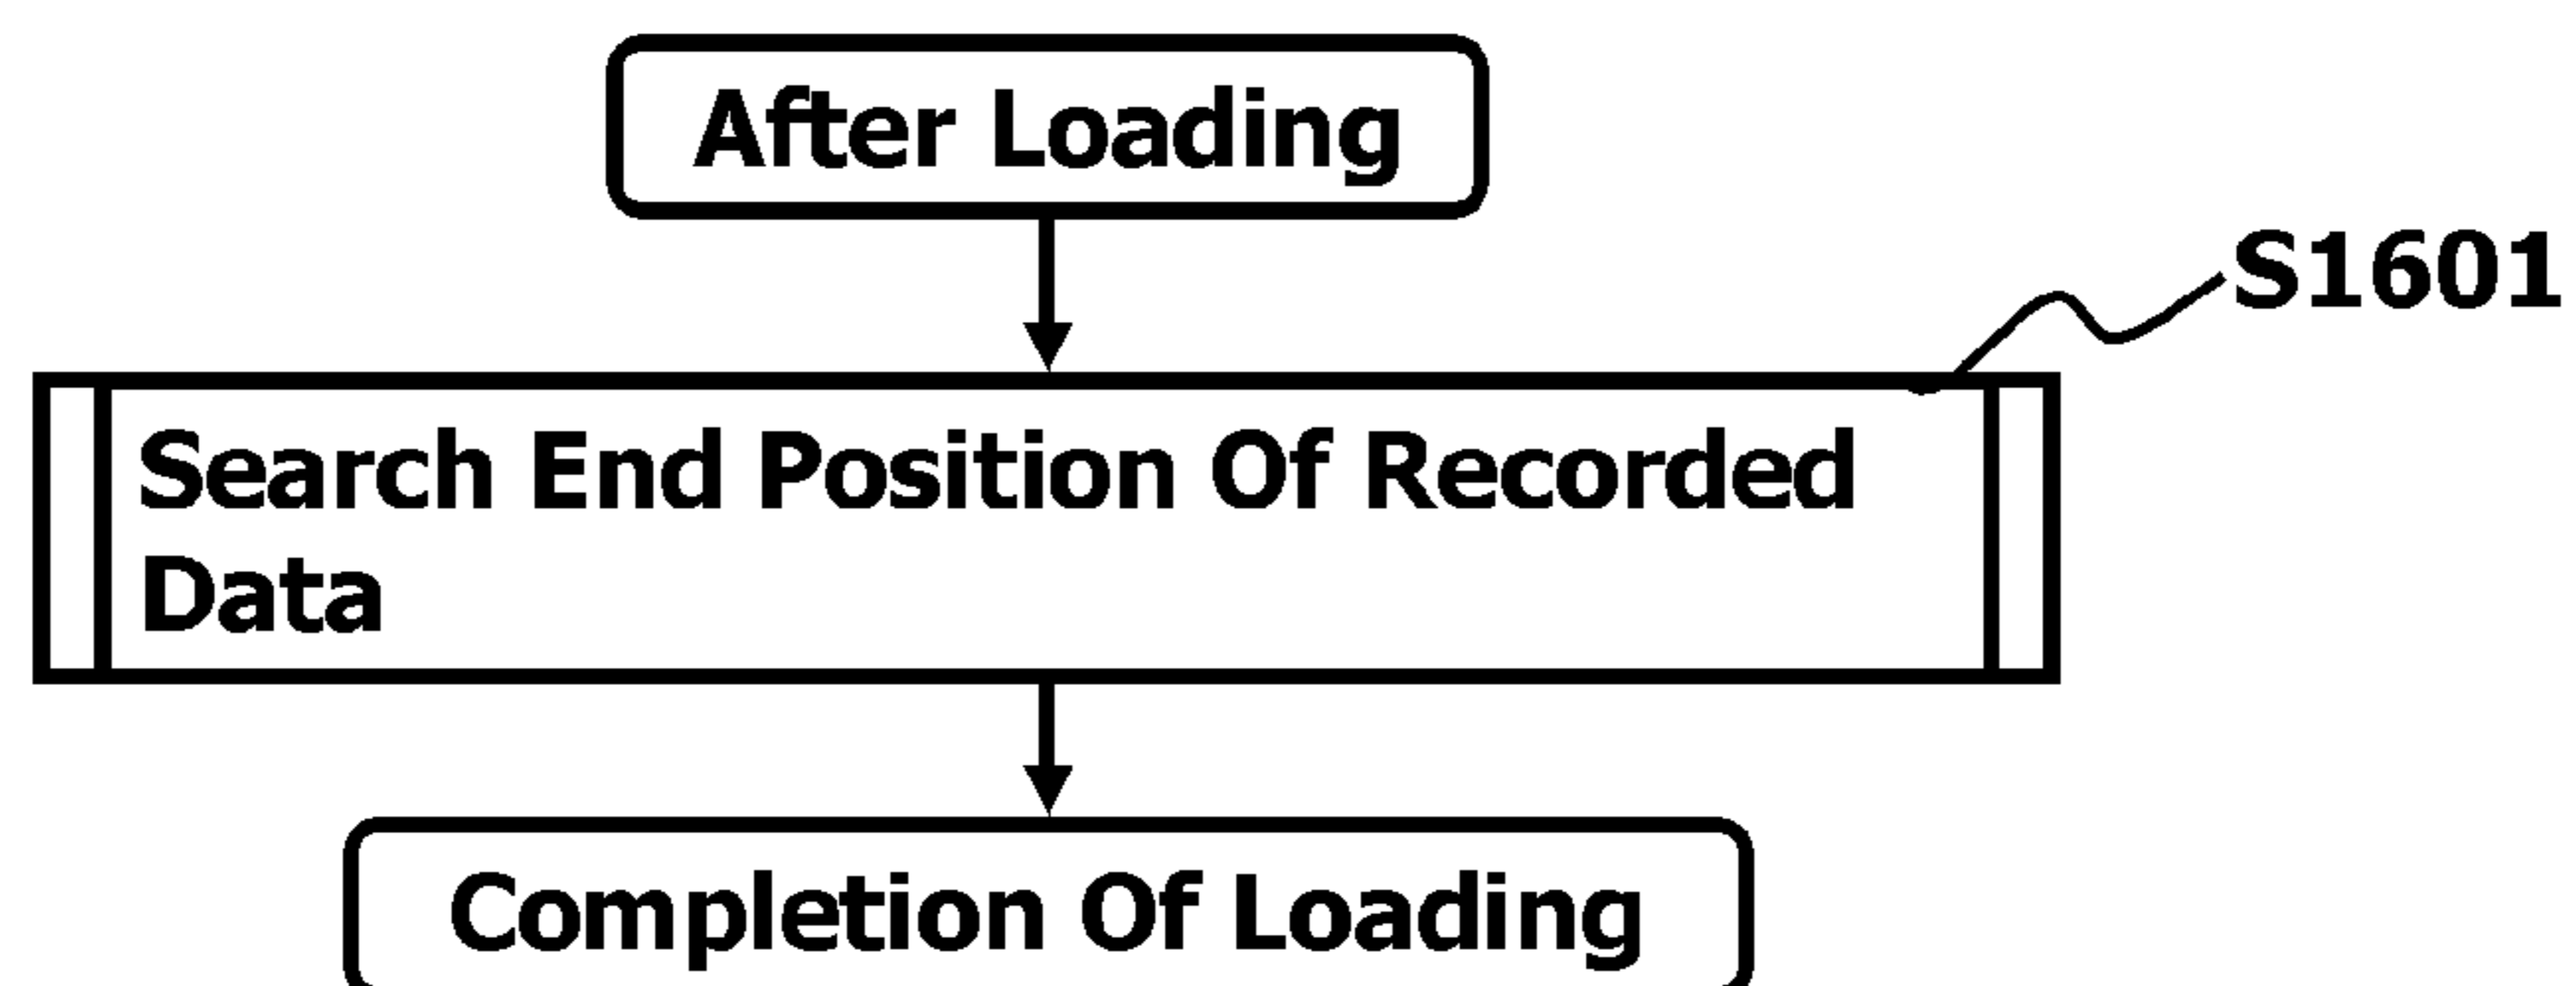 After Loading
S1601
Search End Position Of Recorded
Data
Completion Of Loading